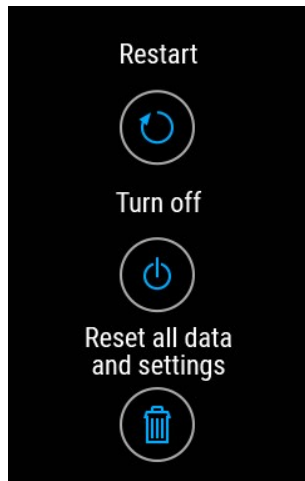 Restart
Turn off
Reset all data
and settings